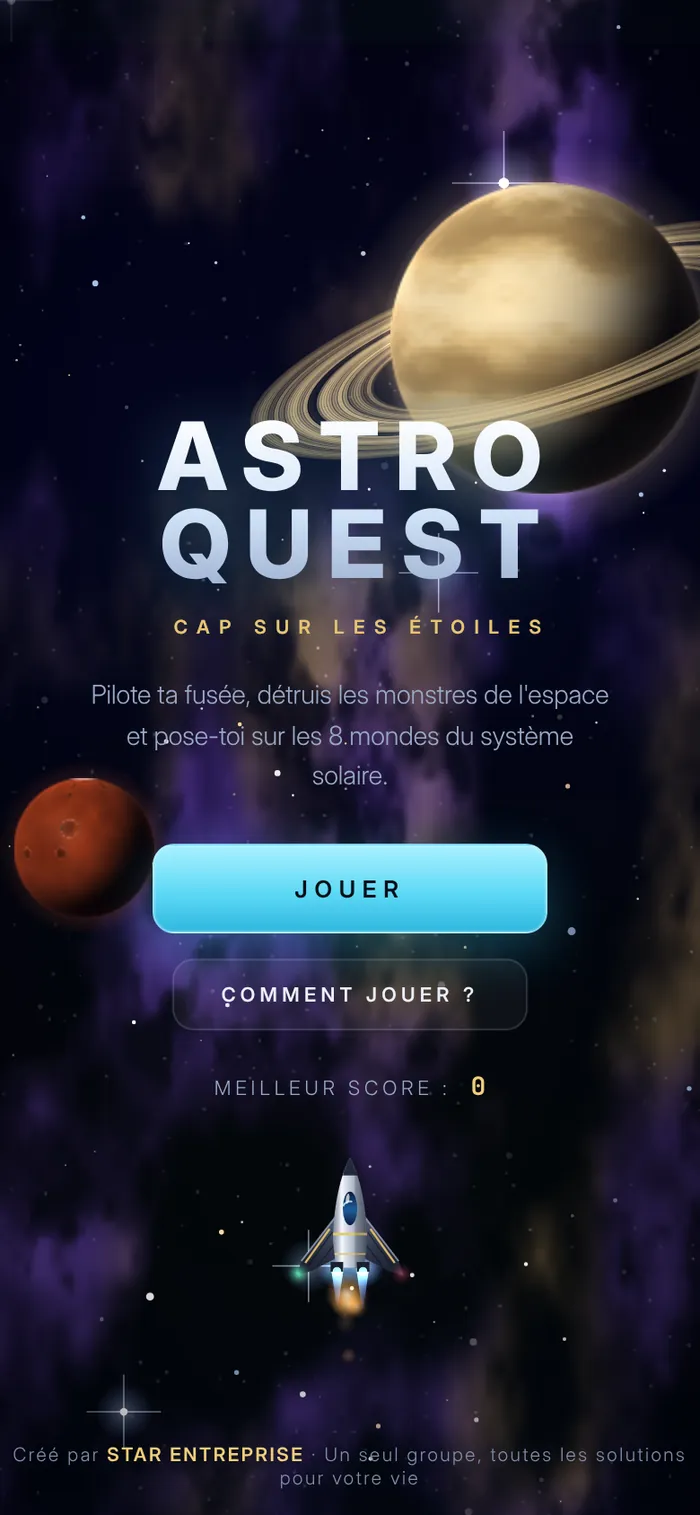 ASTRO
QUEST
CAP SUR LES ÉTOILES
Pilote ta fusée, détruis les monstres de l'espace
et pose-toi sur les 8 mondes du système
solaire.
JOUER
COMMENT JOUER ?
MEILLEUR SCORE : 0
Créé par STAR ENTREPRISE · Un seul groupe, toutes les solutions
pour votre vie